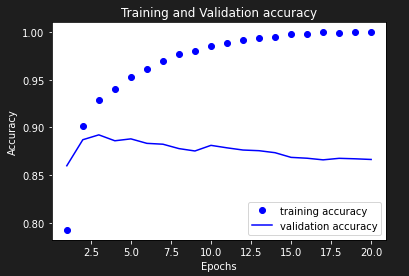 Training and Validation accuracy
1.00
0.95
0.90
0.85
0.80
Accuracy
training accuracy
validation accuracy
2.5 5.0 7.5 10.0 12.5 15.0 17.5 20.0
Epochs